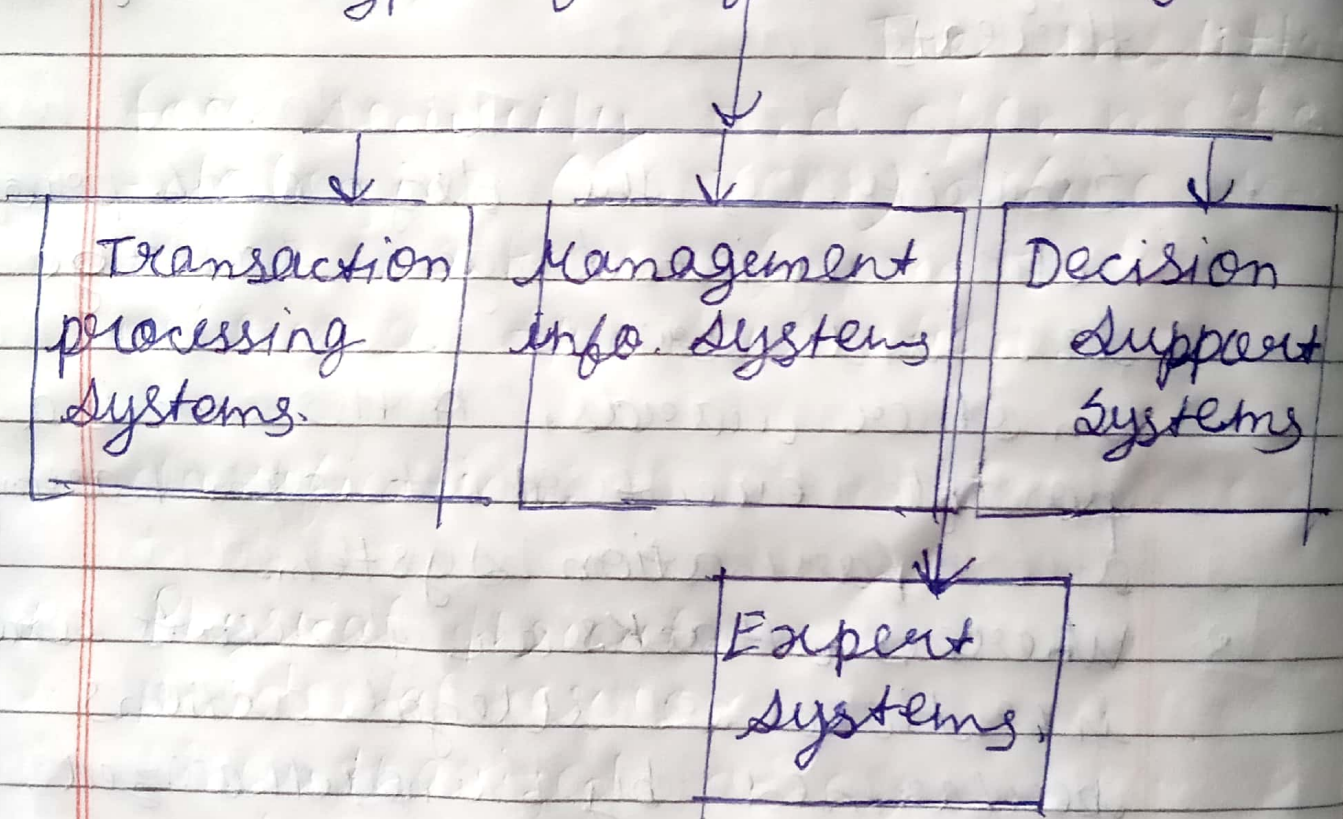 Transaction
processing
systems.
Management
info. systems
Decision
Support
Systems
Expert
systems.